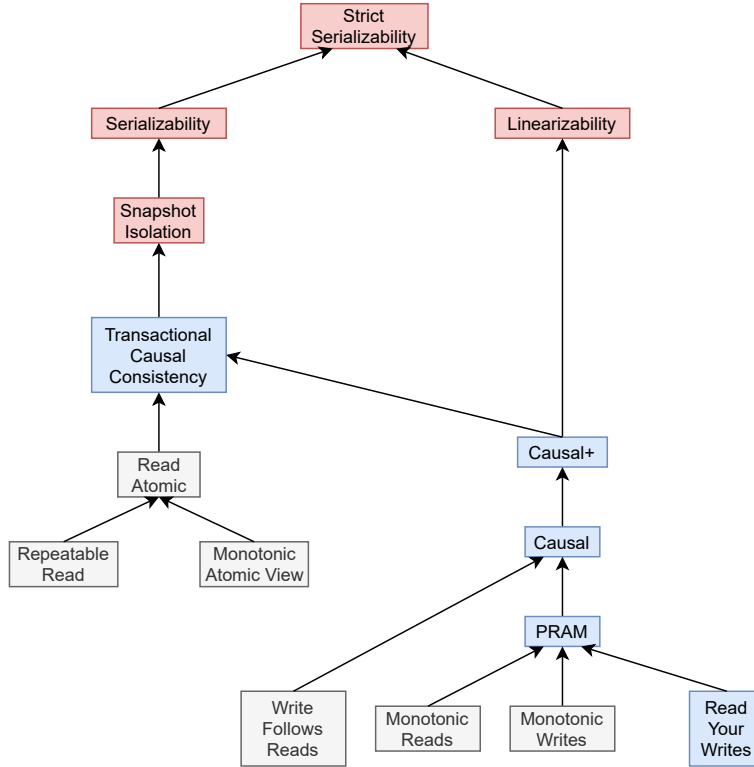 Strict
Serializability
Serializability
Linearizability
Snapshot
Isolation
Transactional
Causal
Consistency
Causal+
Read
Atomic
Causal
Repeatable
Read
Monotonic
Atomic View
PRAM
Write
Follows
Reads
Monotonic
Reads
Monotonic
Writes
Read
Your
Writes